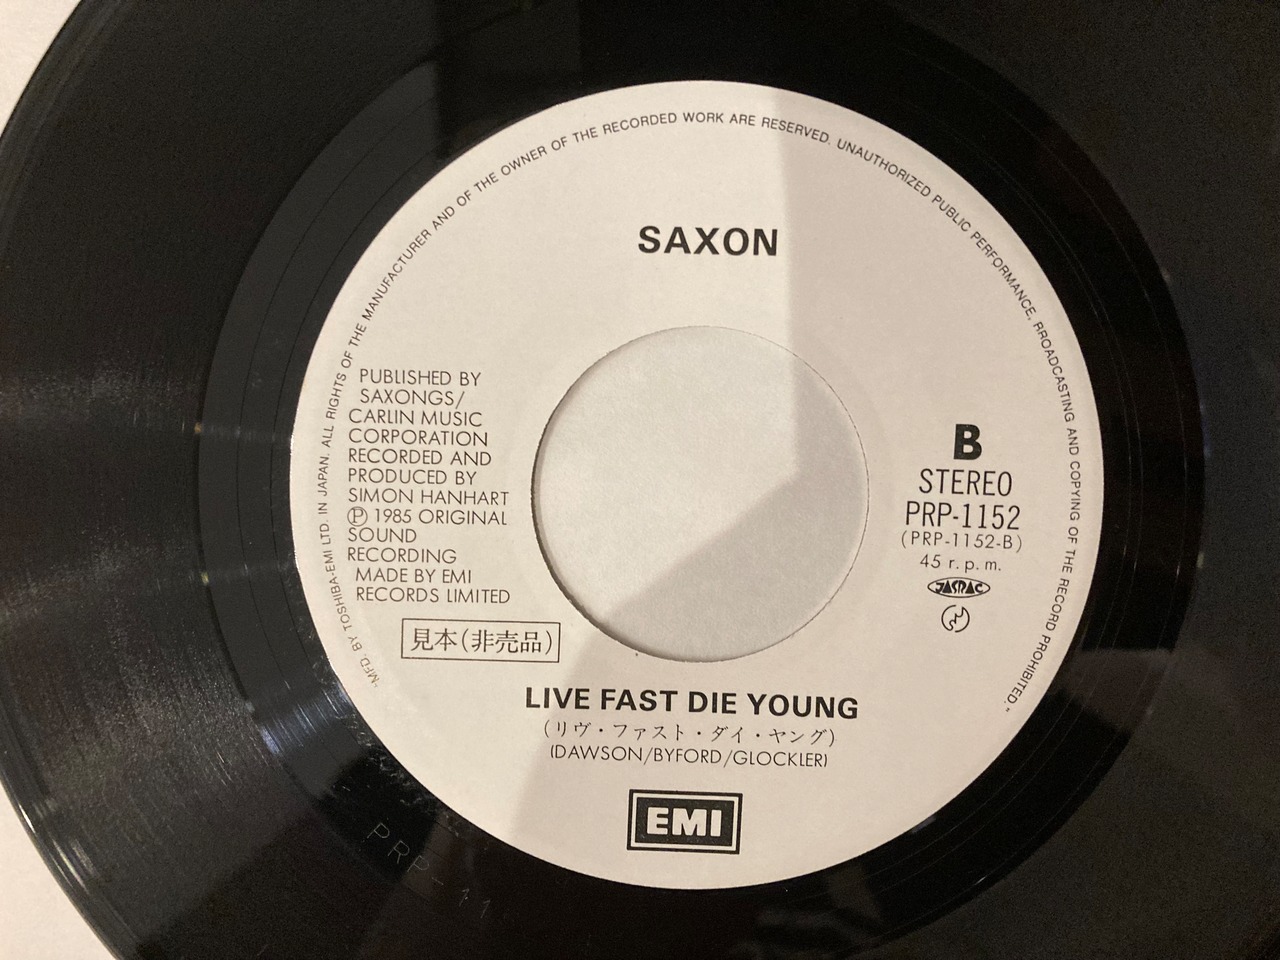 "MFD. BY TOSHIBA-EMI LTD. IN JAPAN. ALL RIGHTS OF THE MANUFACTURER AND OF THE OWNER OF THE RECORDED WORK ARE RESERVED. UNAUTHORIZED PUBLIC PERFORMANCE, RROADCASTING AND COPYING OF THE RECORD PROHIBITED."
SAXON
PUBLISHED BY
SAXONGS/
CARLIN MUSIC
CORPORATION
RECORDED AND
PRODUCED BY
SIMON HANHART
Ⓟ 1985 ORIGINAL
SOUND
RECORDING
MADE BY EMI
RECORDS LIMITED
見本(非売品)
B
STEREO
PRP-1152
(PRP-1152-B)
45 r.p.m.
JASRAC
LIVE FAST DIE YOUNG
(リヴ・ファスト・ダイ・ヤング)
(DAWSON/BYFORD/GLOCKLER)
EMI
PRP-11